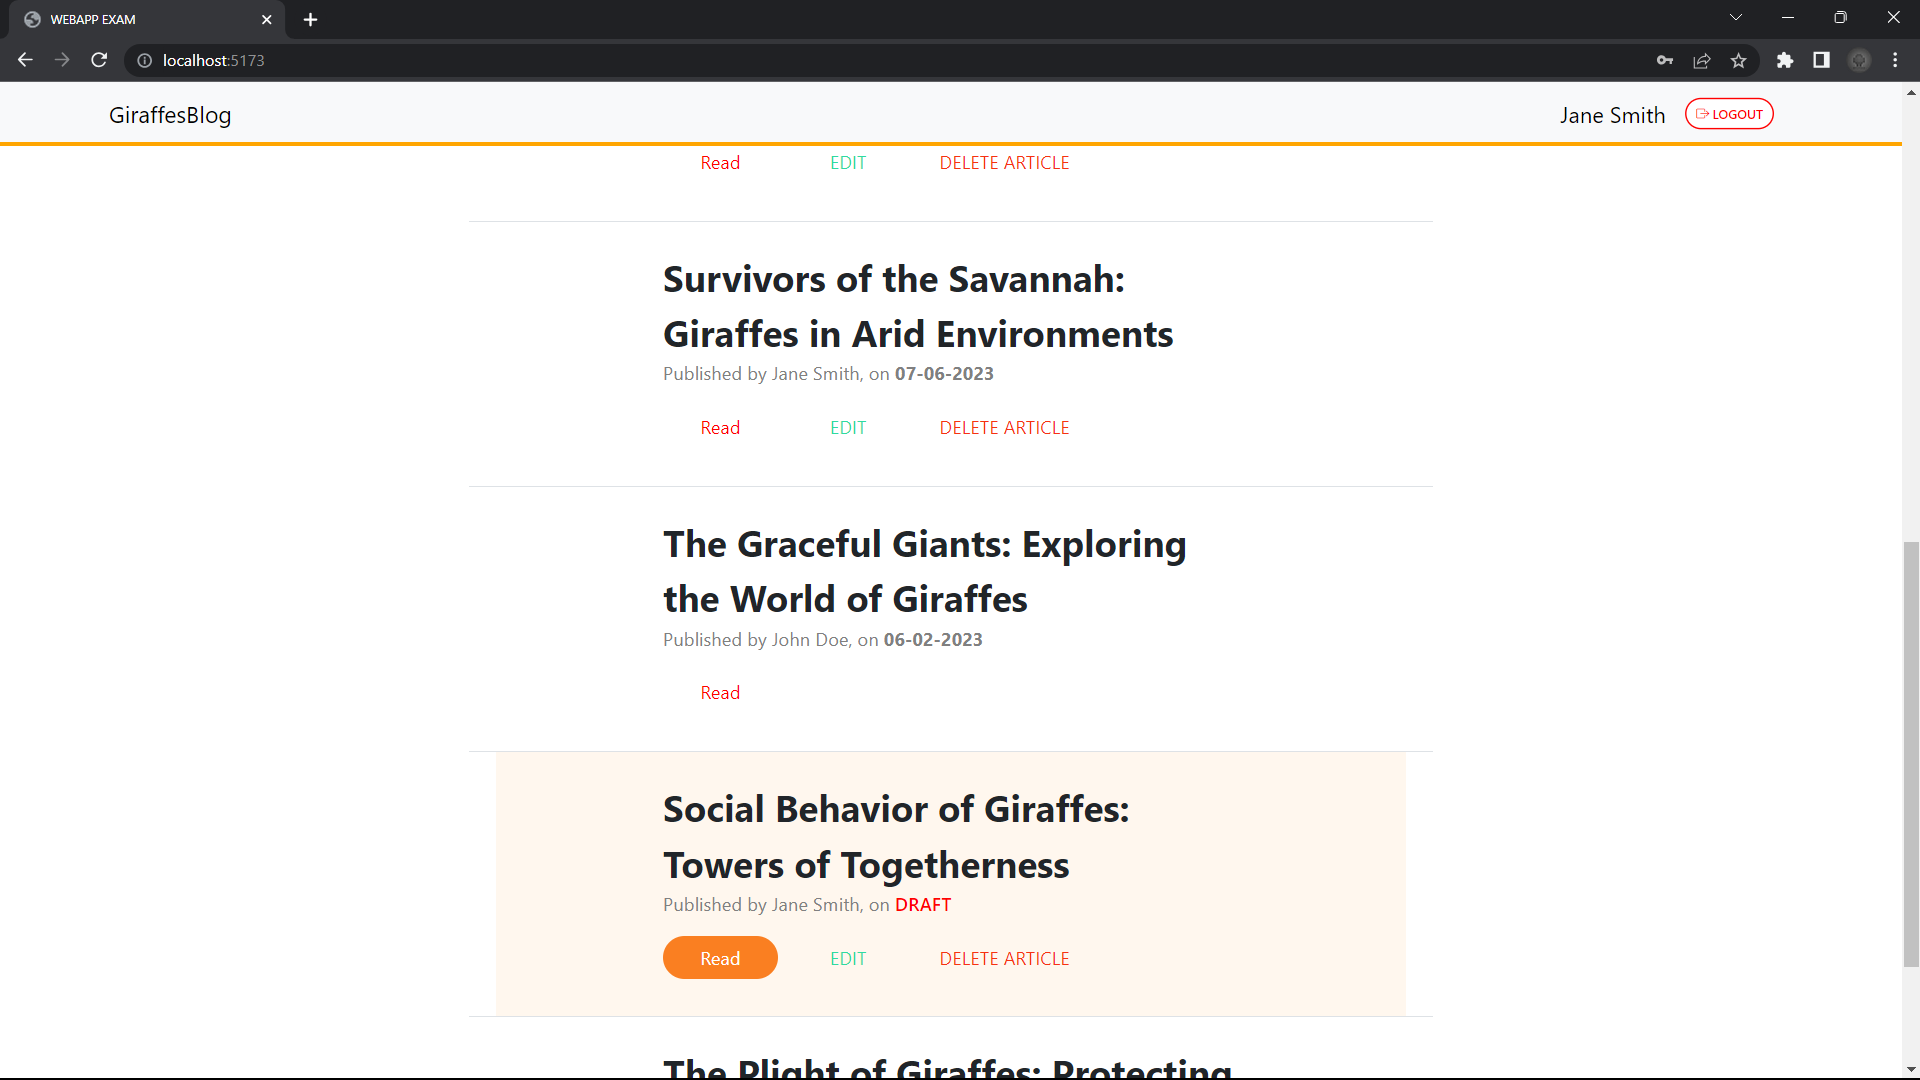 WEBAPP EXAM
localhost:5173
GiraffesBlog
Jane Smith LOGOUT
Read EDIT DELETE ARTICLE
Survivors of the Savannah:
Giraffes in Arid Environments
Published by Jane Smith, on 07-06-2023
Read EDIT DELETE ARTICLE
The Graceful Giants: Exploring
the World of Giraffes
Published by John Doe, on 06-02-2023
Read
Social Behavior of Giraffes:
Towers of Togetherness
Published by Jane Smith, on DRAFT
Read EDIT DELETE ARTICLE
The Plight of Giraffes: Protecting